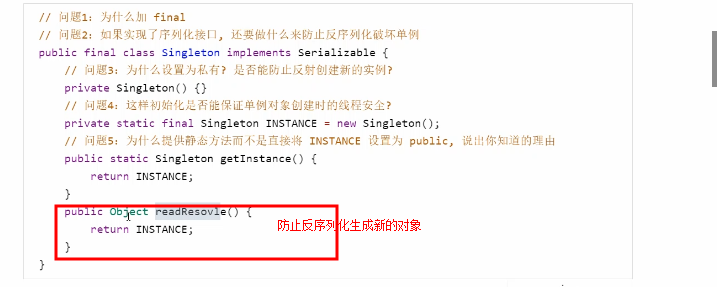 // 问题1: 为什么加 final
// 问题2: 如果实现了序列化接口, 还要做什么来防止反序列化破坏单例
public final class Singleton implements Serializable {
// 问题3: 为什么设置为私有? 是否能防止反射创建新的实例?
private Singleton() {}
// 问题4: 这样初始化是否能保证单例对象创建时的线程安全?
private static final Singleton INSTANCE = new Singleton();
// 问题5: 为什么提供静态方法而不是直接将 INSTANCE 设置为 public, 说出你知道的理由
public static Singleton getInstance() {
return INSTANCE;
}
public Object readResovle() {
return INSTANCE;
防止反序列化生成新的对象
}
}